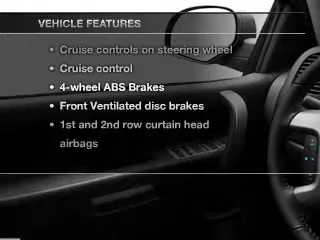 VEHICLE FEATURES
• Cruise controls on steering wheel
• Cruise control
• 4-wheel ABS Brakes
• Front Ventilated disc brakes
• 1st and 2nd row curtain head
airbags